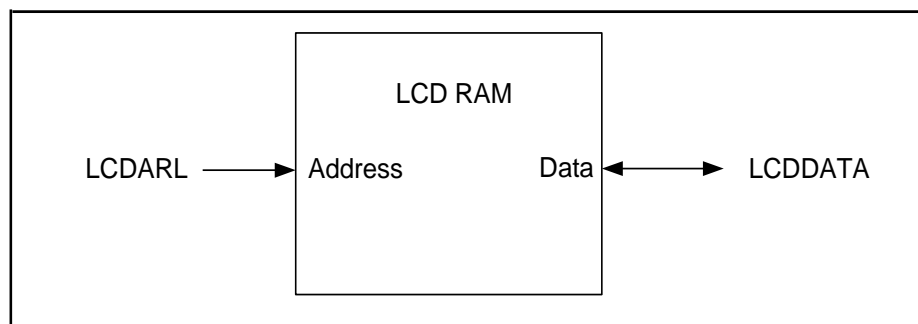 LCD RAM
LCDARL
Address
Data
LCDDATA